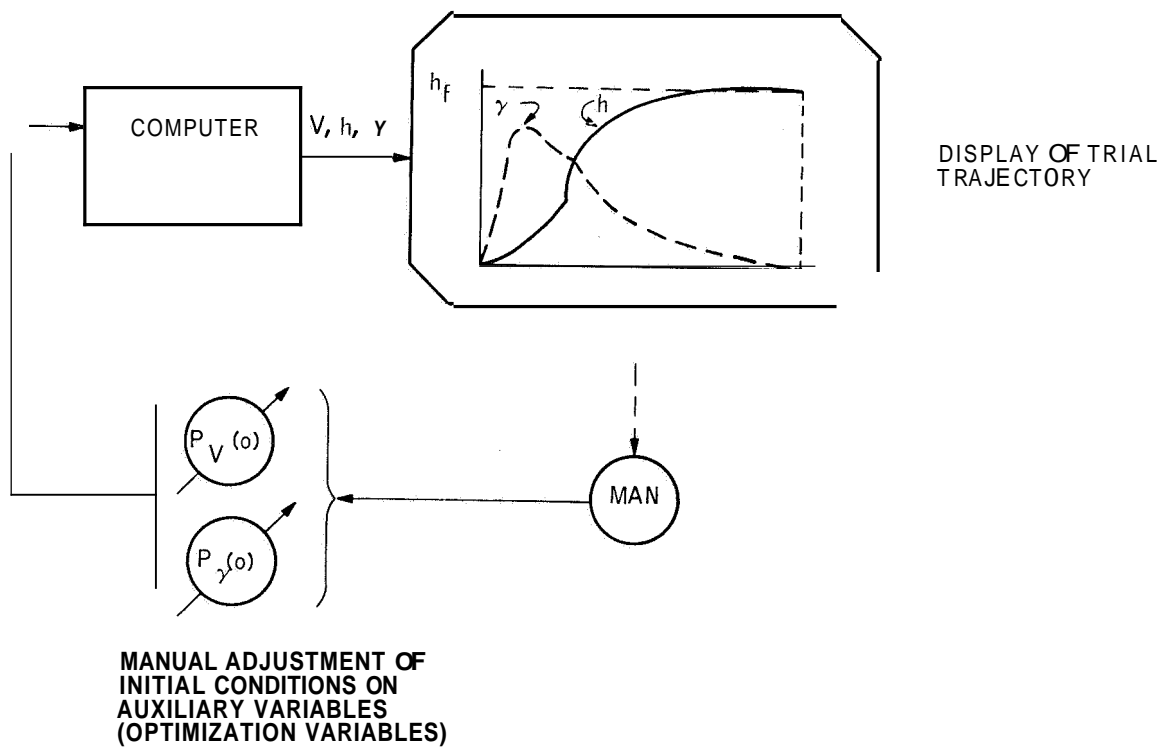 COMPUTER
V, h, γ
h_f
γ
h
DISPLAY OF TRIAL
TRAJECTORY
P_V (o)
P_γ (o)
MAN
MANUAL ADJUSTMENT OF
INITIAL CONDITIONS ON
AUXILIARY VARIABLES
(OPTIMIZATION VARIABLES)